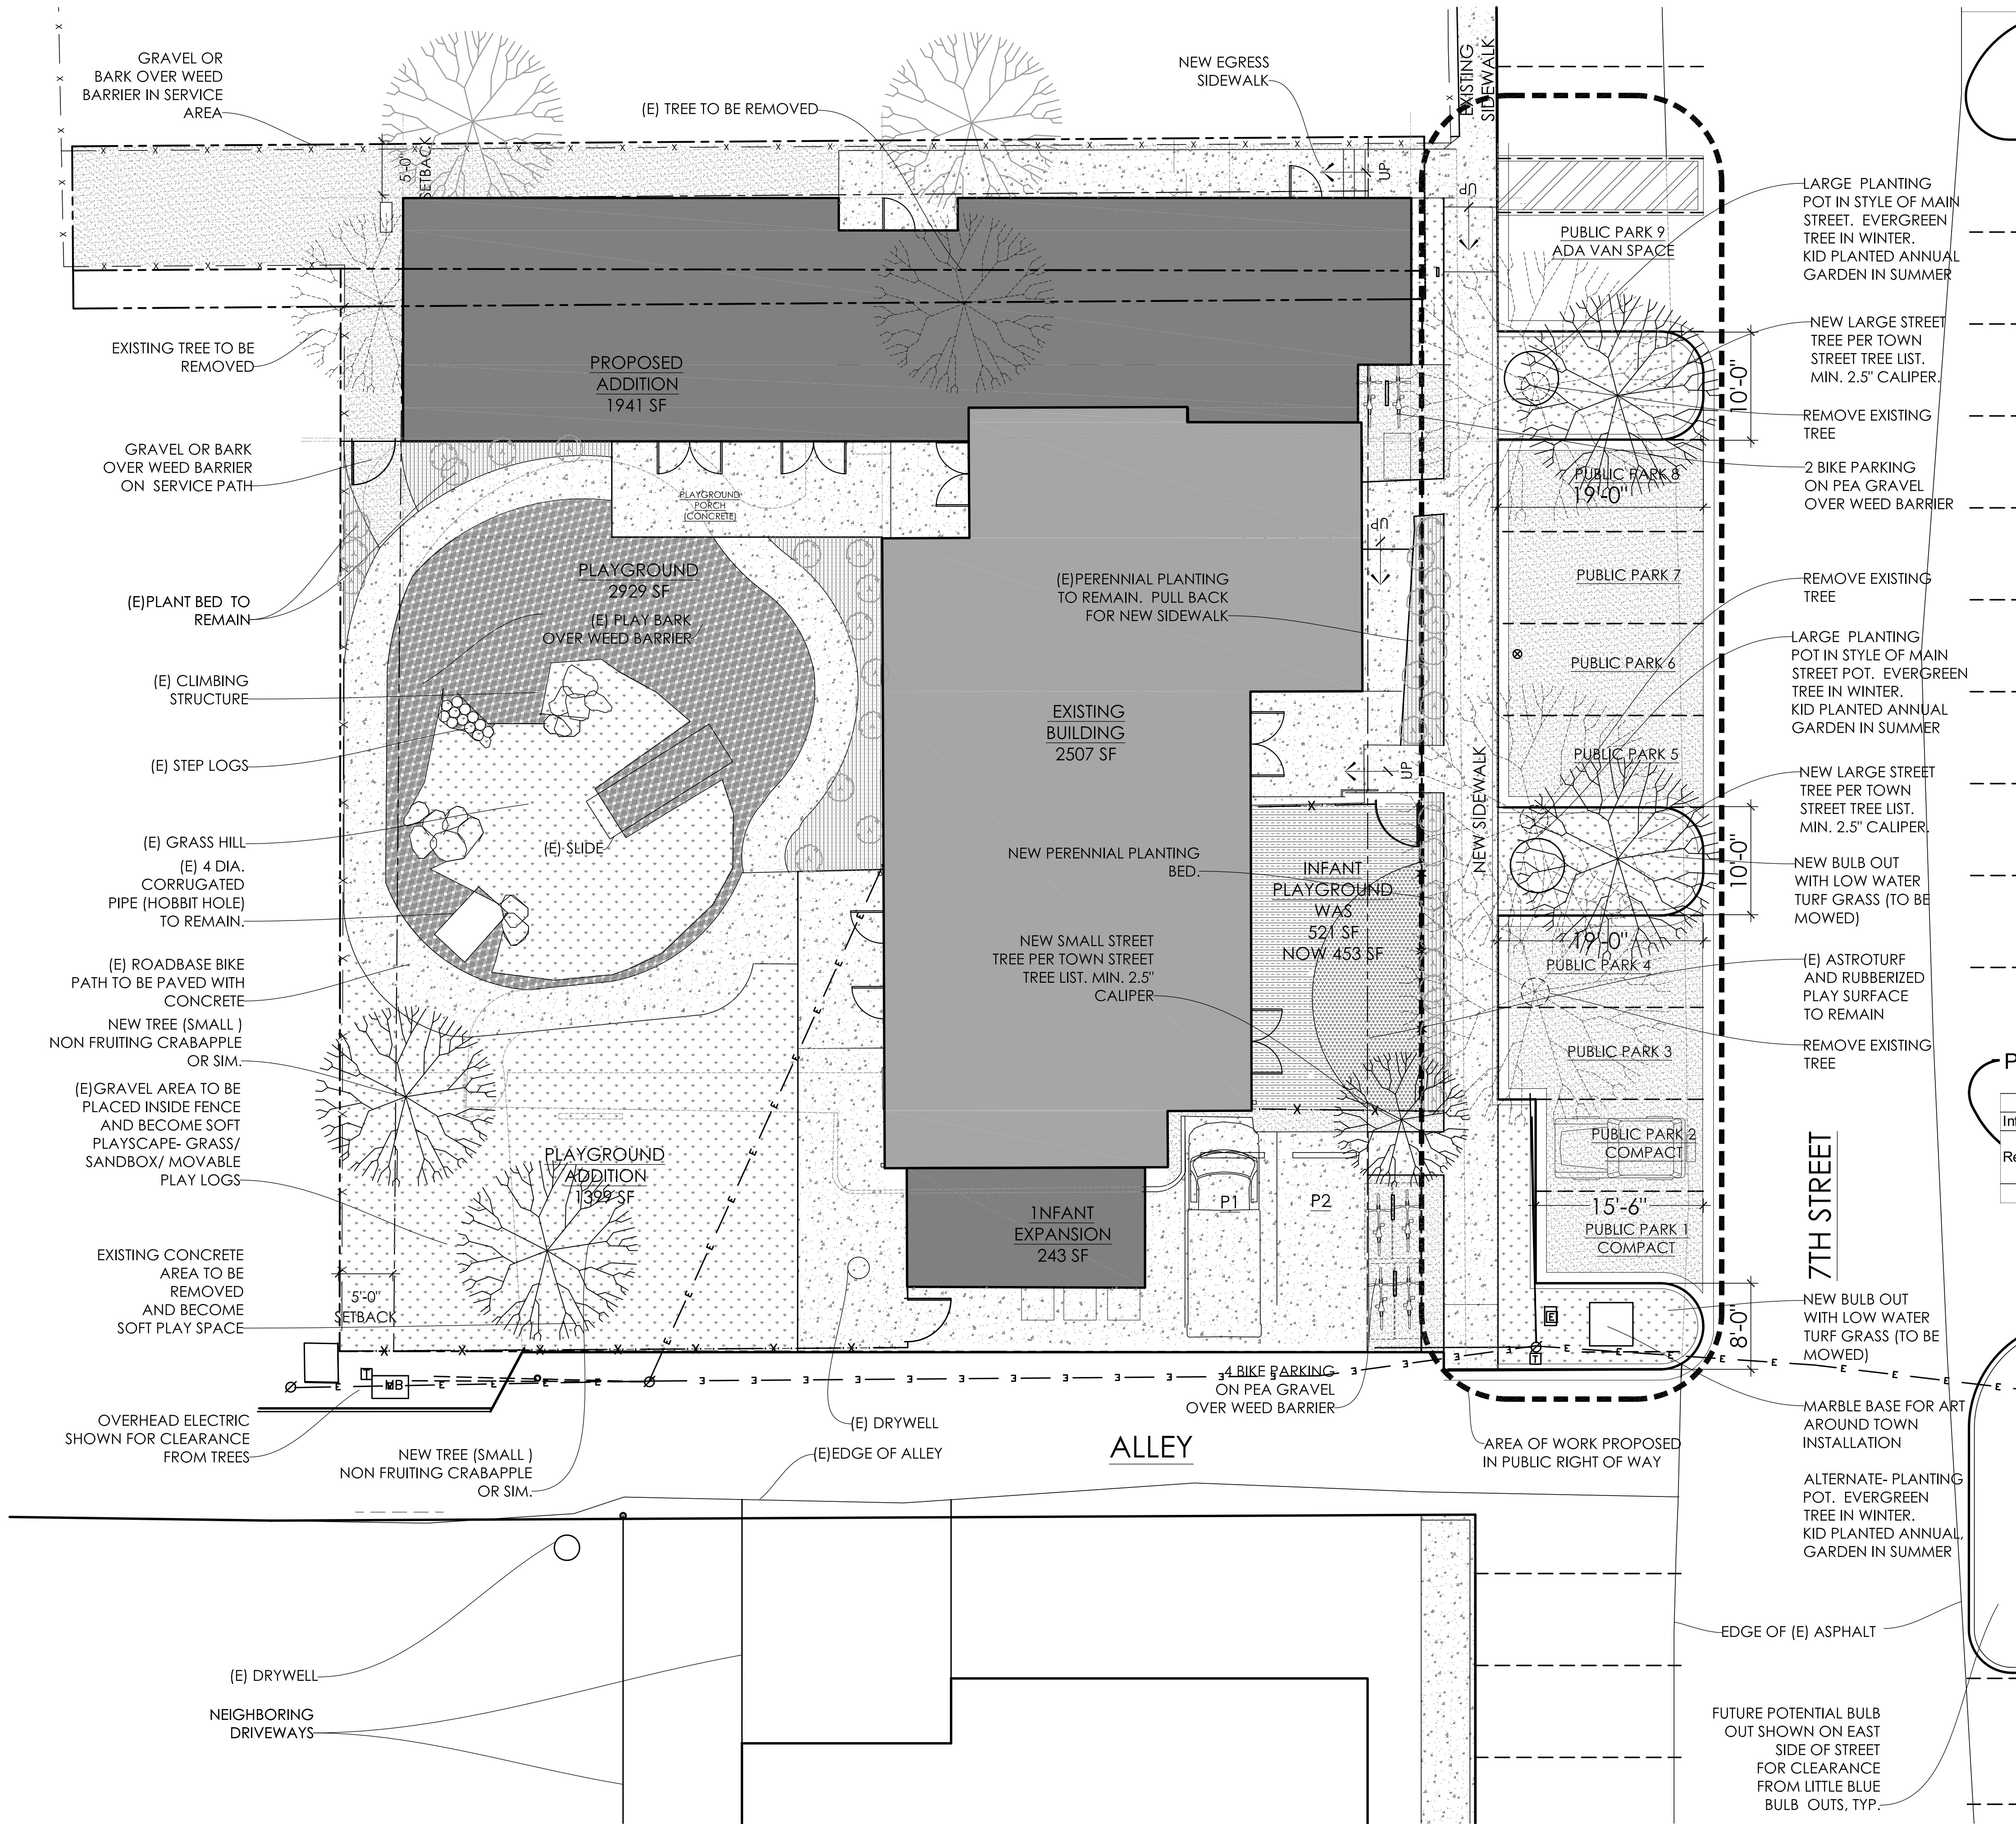 GRAVEL OR
BARK OVER WEED
BARRIER IN SERVICE
AREA
5'-0"
SETBACK
(E) TREE TO BE REMOVED
NEW EGRESS
SIDEWALK
EXISTING
SIDEWALK
UP
UP
PUBLIC PARK 9
ADA VAN SPACE
LARGE PLANTING
POT IN STYLE OF MAIN
STREET. EVERGREEN
TREE IN WINTER.
KID PLANTED ANNUAL
GARDEN IN SUMMER
EXISTING TREE TO BE
REMOVED
PROPOSED
ADDITION
1941 SF
NEW LARGE STREET
TREE PER TOWN
STREET TREE LIST.
MIN. 2.5" CALIPER.
10'-0"
REMOVE EXISTING
TREE
GRAVEL OR BARK
OVER WEED BARRIER
ON SERVICE PATH
PLAYGROUND
PORCH
(CONCRETE)
PUBLIC PARK 8
19'-0"
2 BIKE PARKING
ON PEA GRAVEL
OVER WEED BARRIER
UP
(E)PLANT BED TO
REMAIN
PLAYGROUND
2929 SF
(E) PLAY BARK
OVER WEED BARRIER
(E)PERENNIAL PLANTING
TO REMAIN. PULL BACK
FOR NEW SIDEWALK
PUBLIC PARK 7
REMOVE EXISTING
TREE
PUBLIC PARK 6
LARGE PLANTING
POT IN STYLE OF MAIN
STREET POT. EVERGREEN
TREE IN WINTER.
KID PLANTED ANNUAL
GARDEN IN SUMMER
(E) CLIMBING
STRUCTURE
EXISTING
BUILDING
2507 SF
PUBLIC PARK 5
(E) STEP LOGS
UP
NEW SIDEWALK
NEW LARGE STREET
TREE PER TOWN
STREET TREE LIST.
MIN. 2.5" CALIPER.
(E) GRASS HILL
(E) SLIDE
NEW PERENNIAL PLANTING
BED.
INFANT
PLAYGROUND
WAS
521 SF
NOW 453 SF
10'-0"
NEW BULB OUT
WITH LOW WATER
TURF GRASS (TO BE
MOWED)
(E) 4 DIA.
CORRUGATED
PIPE (HOBBIT HOLE)
TO REMAIN.
NEW SMALL STREET
TREE PER TOWN STREET
TREE LIST. MIN. 2.5"
CALIPER
19'-0"
PUBLIC PARK 4
(E) ASTROTURF
AND RUBBERIZED
PLAY SURFACE
TO REMAIN
(E) ROADBASE BIKE
PATH TO BE PAVED WITH
CONCRETE
NEW TREE (SMALL )
NON FRUITING CRABAPPLE
OR SIM.
PUBLIC PARK 3
REMOVE EXISTING
TREE
(E)GRAVEL AREA TO BE
PLACED INSIDE FENCE
AND BECOME SOFT
PLAYSCAPE- GRASS/
SANDBOX/ MOVABLE
PLAY LOGS
PLAYGROUND
ADDITION
1399 SF
PUBLIC PARK 2
COMPACT
7TH STREET
P1
P2
15'-6"
PUBLIC PARK 1
COMPACT
1NFANT
EXPANSION
243 SF
EXISTING CONCRETE
AREA TO BE
REMOVED
AND BECOME
SOFT PLAY SPACE
5'-0"
SETBACK
E
T
8'-0"
NEW BULB OUT
WITH LOW WATER
TURF GRASS (TO BE
MOWED)
T
MB
OVERHEAD ELECTRIC
SHOWN FOR CLEARANCE
FROM TREES
NEW TREE (SMALL )
NON FRUITING CRABAPPLE
OR SIM.
(E) DRYWELL
(E)EDGE OF ALLEY
ALLEY
4 BIKE PARKING
ON PEA GRAVEL
OVER WEED BARRIER
AREA OF WORK PROPOSED
IN PUBLIC RIGHT OF WAY
MARBLE BASE FOR ART
AROUND TOWN
INSTALLATION
ALTERNATE- PLANTING
POT. EVERGREEN
TREE IN WINTER.
KID PLANTED ANNUAL,
GARDEN IN SUMMER
EDGE OF (E) ASPHALT
(E) DRYWELL
NEIGHBORING
DRIVEWAYS
FUTURE POTENTIAL BULB
OUT SHOWN ON EAST
SIDE OF STREET
FOR CLEARANCE
FROM LITTLE BLUE
BULB OUTS, TYP.